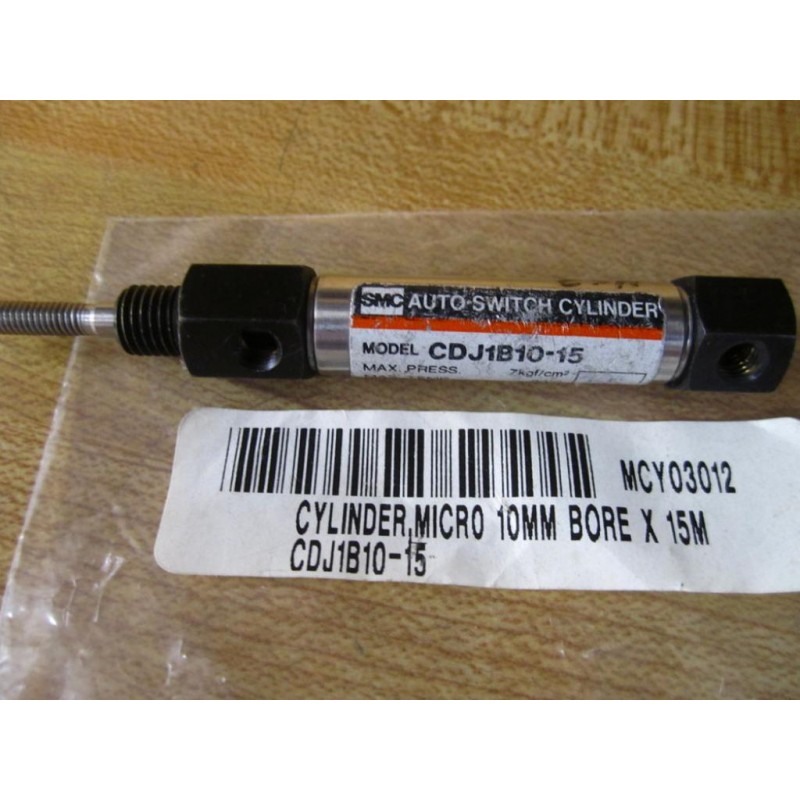 SMC AUTO-SWITCH CYLINDER
MODEL CDJ1B10-15
MAX. PRESS. 7kgf/cm²
MCY03012
CYLINDER,MICRO 10MM BORE X 15M
CDJ1B10-15